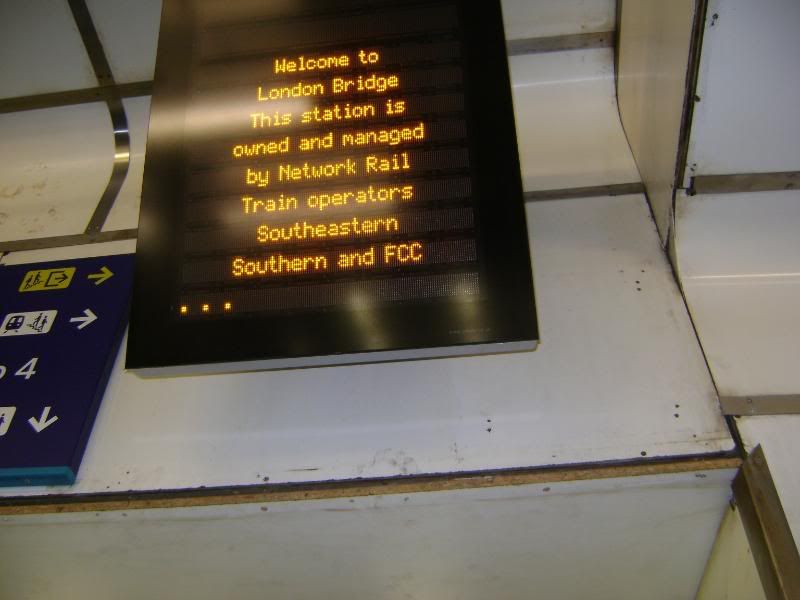 Welcome to
London Bridge
This station is
owned and managed
by Network Rail
Train operators
Southeastern
Southern and FCC
. . .
4